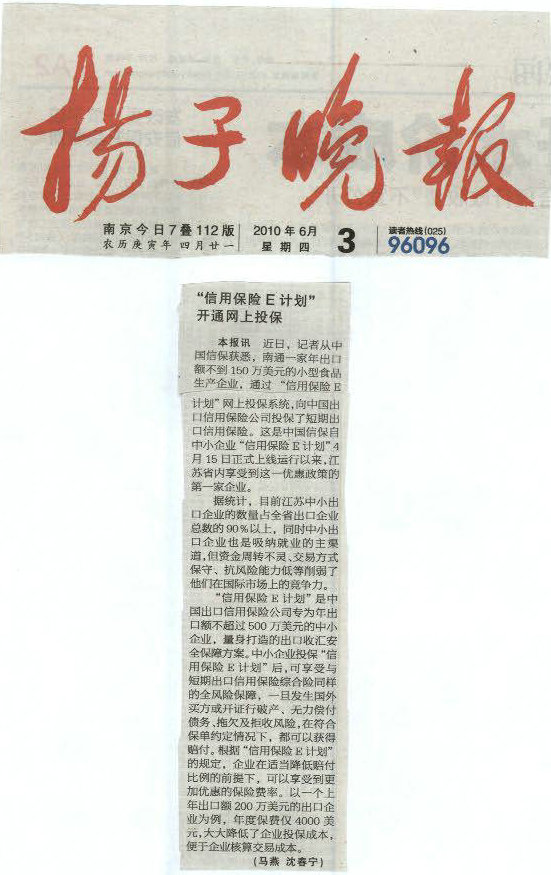 揚子晚報
南京今日7叠112版
农历庚寅年 四月廿一
2010年6月
星期四
3
读者热线(025)
96096
“信用保险E计划”
开通网上投保
本报讯 近日，记者从中
国信保获悉，南通一家年出口
额不到150万美元的小型食品
生产企业，通过“信用保险E
计划”网上投保系统，向中国出
口信用保险公司投保了短期出
口信用保险。这是中国信保自
中小企业“信用保险E计划”4
月15日正式上线运行以来，江
苏省内享受到这一优惠政策的
第一家企业。
据统计，目前江苏中小出
口企业的数量占全省出口企业
总数的90%以上，同时中小出
口企业也是吸纳就业的主渠
道，但资金周转不灵、交易方式
保守、抗风险能力低等削弱了
他们在国际市场上的竞争力。
“信用保险E计划”是中
国出口信用保险公司专为年出
口额不超过500万美元的中小
企业，量身打造的出口收汇安
全保障方案。中小企业投保“信
用保险E计划”后，可享受与
短期出口信用保险综合险同样
的全风险保障，一旦发生国外
买方或开证行破产、无力偿付
债务、拖欠及拒收风险，在符合
保单约定情况下，都可以获得
赔付。根据“信用保险E计划”
的规定，企业在适当降低赔付
比例的前提下，可以享受到更
加优惠的保险费率。以一个上
年出口额200万美元的出口企
业为例，年度保费仅4000美
元，大大降低了企业投保成本，
便于企业核算交易成本。
（马燕 沈春宁）